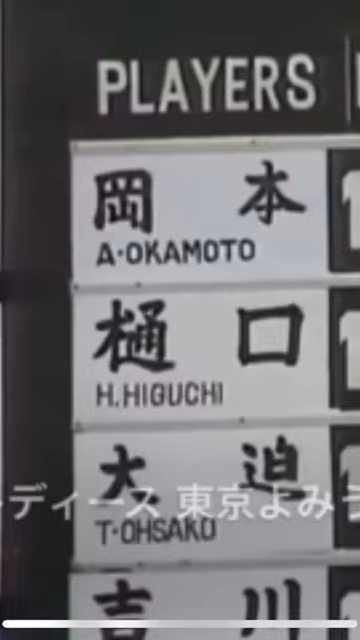 PLAYERS
岡 本
A·OKAMOTO
樋 口
H.HIGUCHI
大 迫
ディース 東京よみ
T·OHSAKO
吉 川